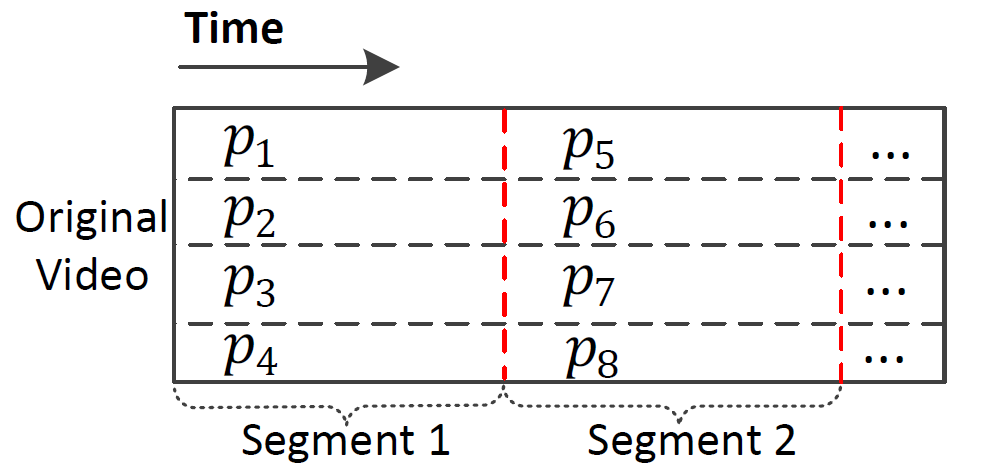 Time
p₁ p₅ ...
p₂ p₆ ...
p₃ p₇ ...
p₄ p₈ ...
Original
Video
Segment 1 Segment 2